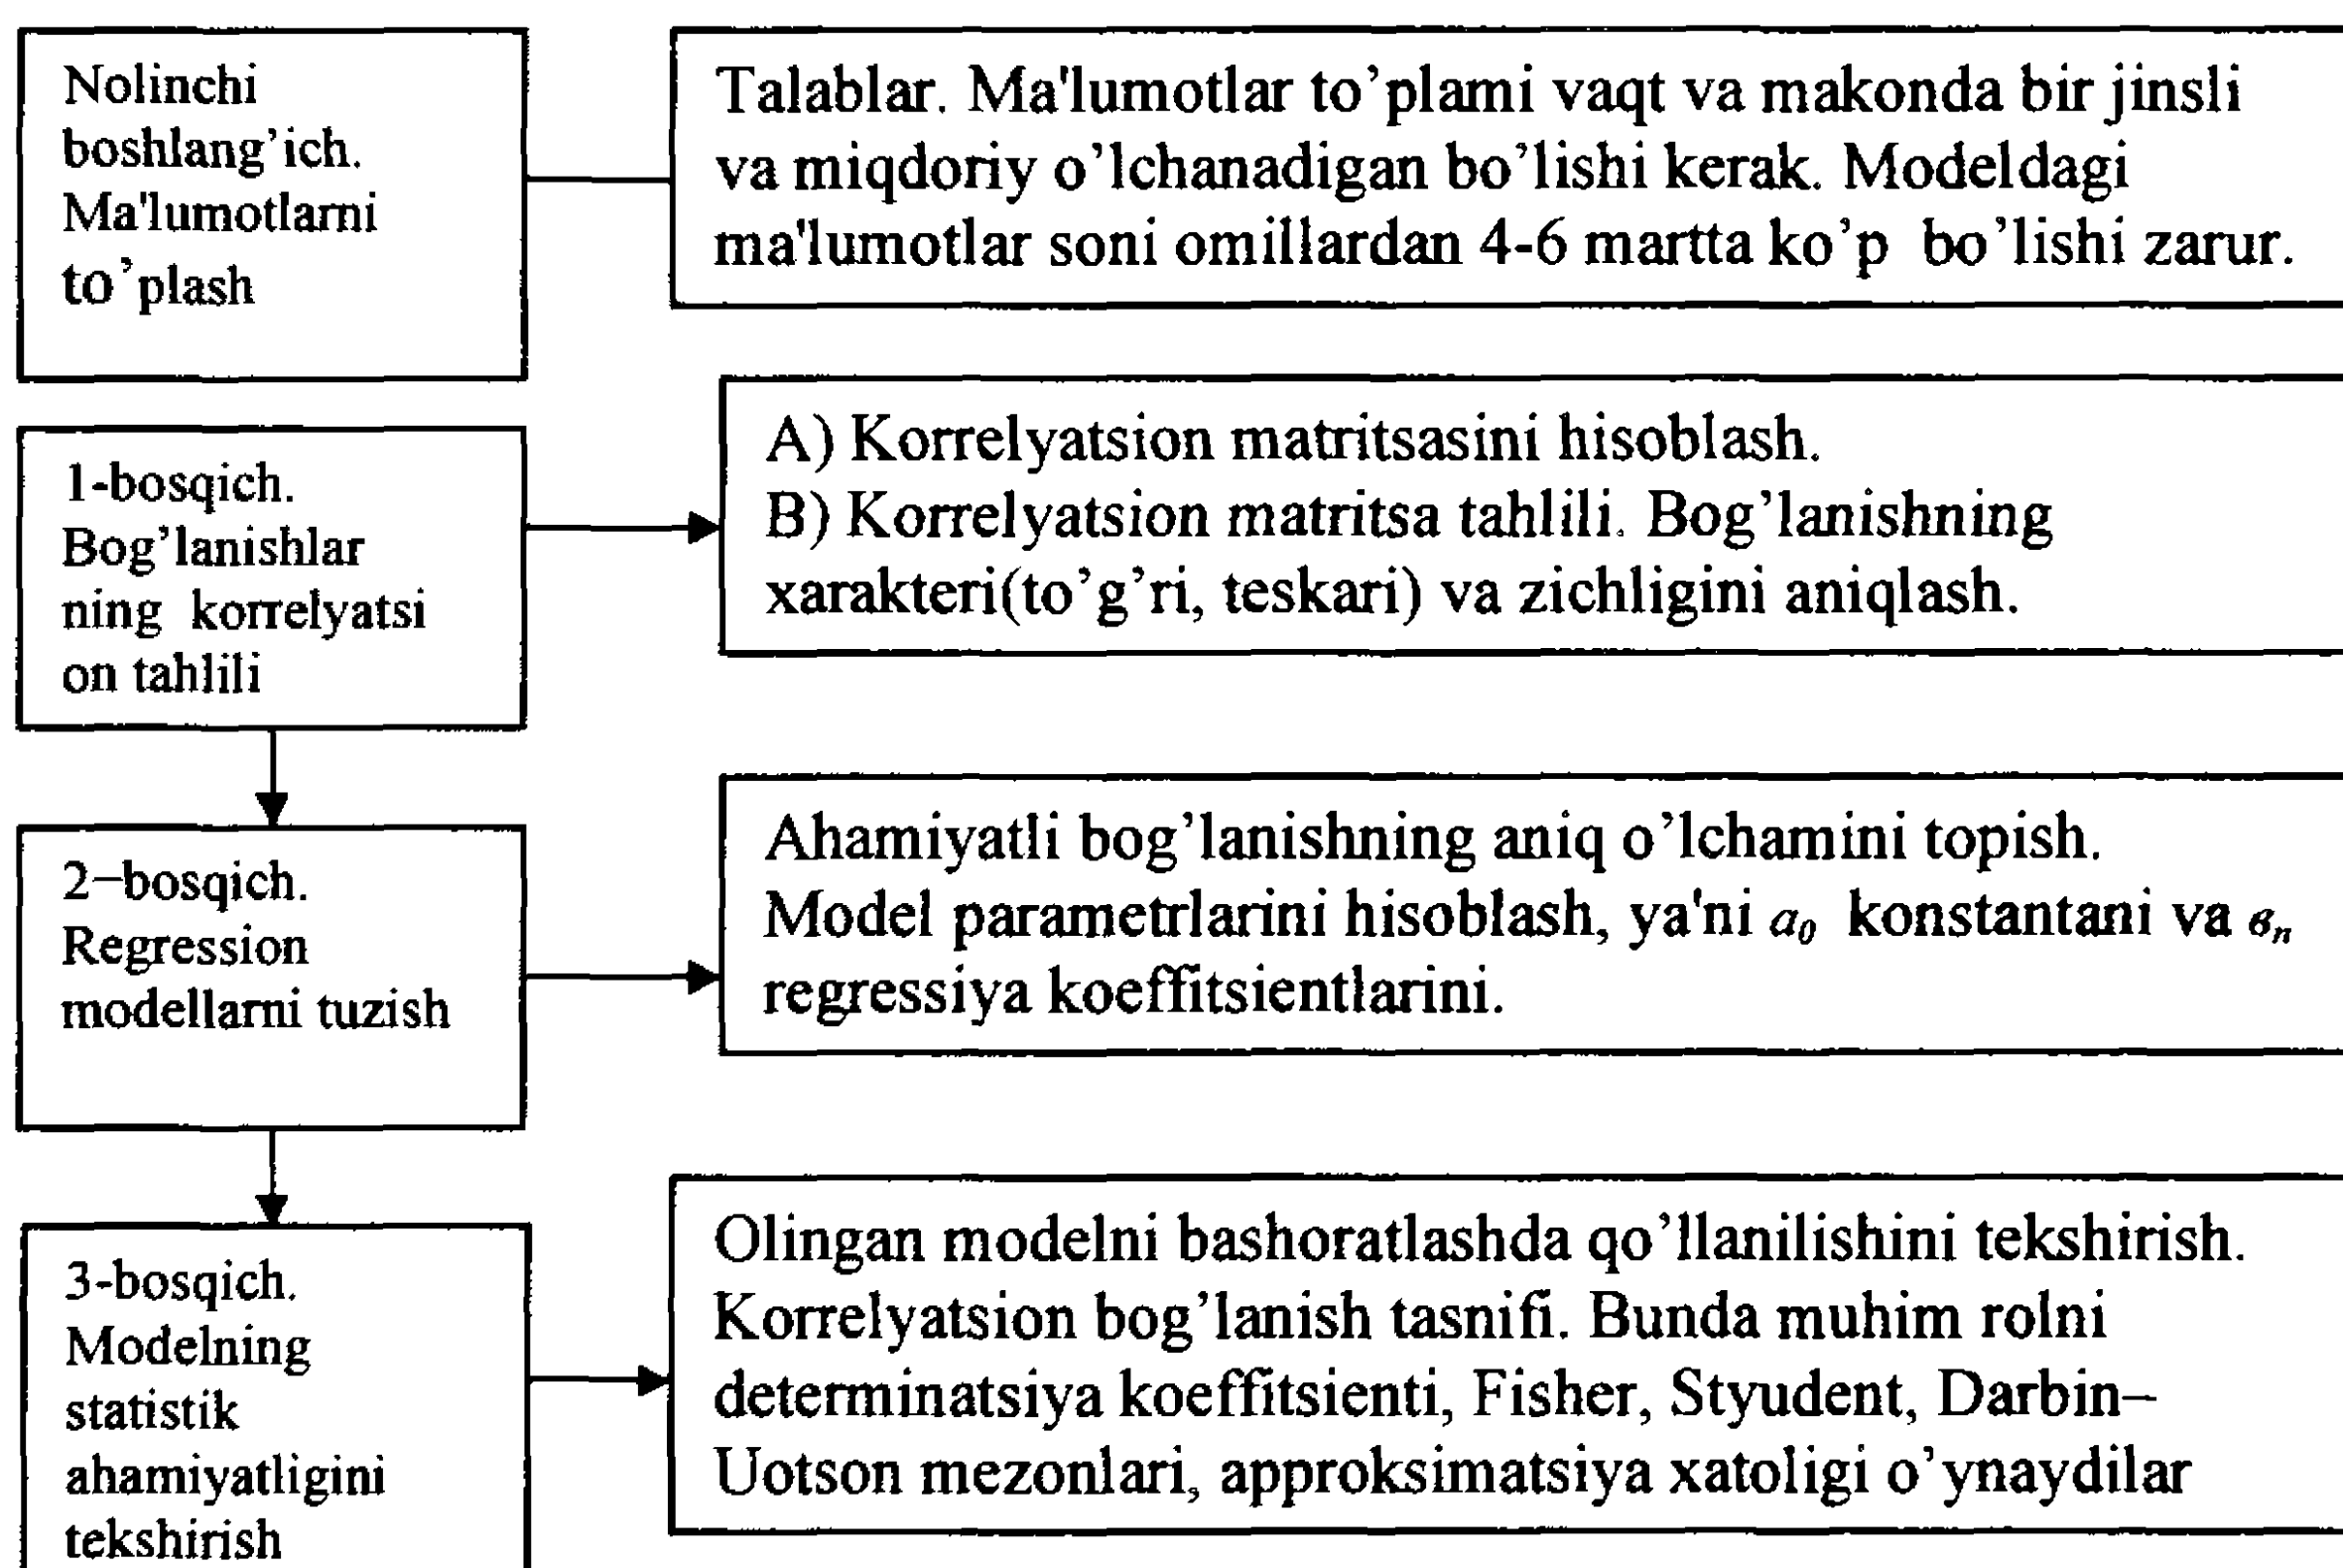 Nolinchi
boshlang’ich.
Ma'lumotlarni
to’plash
Talablar. Ma'lumotlar to’plami vaqt va makonda bir jinsli
va miqdoriy o’lchanadigan bo’lishi kerak. Modeldagi
ma'lumotlar soni omillardan 4-6 martta ko’p bo’lishi zarur.
1-bosqich.
Bog’lanishlar
ning korrelyatsi
on tahlili
A) Korrelyatsion matritsasini hisoblash.
B) Korrelyatsion matritsa tahlili. Bog’lanishning
xarakteri(to’g’ri, teskari) va zichligini aniqlash.
2–bosqich.
Regression
modellarni tuzish
Ahamiyatli bog’lanishning aniq o’lchamini topish.
Model parametrlarini hisoblash, ya'ni a₀ konstantani va вₙ
regressiya koeffitsientlarini.
3-bosqich.
Modelning
statistik
ahamiyatligini
tekshirish
Olingan modelni bashoratlashda qo’llanilishini tekshirish.
Korrelyatsion bog’lanish tasnifi. Bunda muhim rolni
determinatsiya koeffitsienti, Fisher, Styudent, Darbin–
Uotson mezonlari, approksimatsiya xatoligi o’ynaydilar